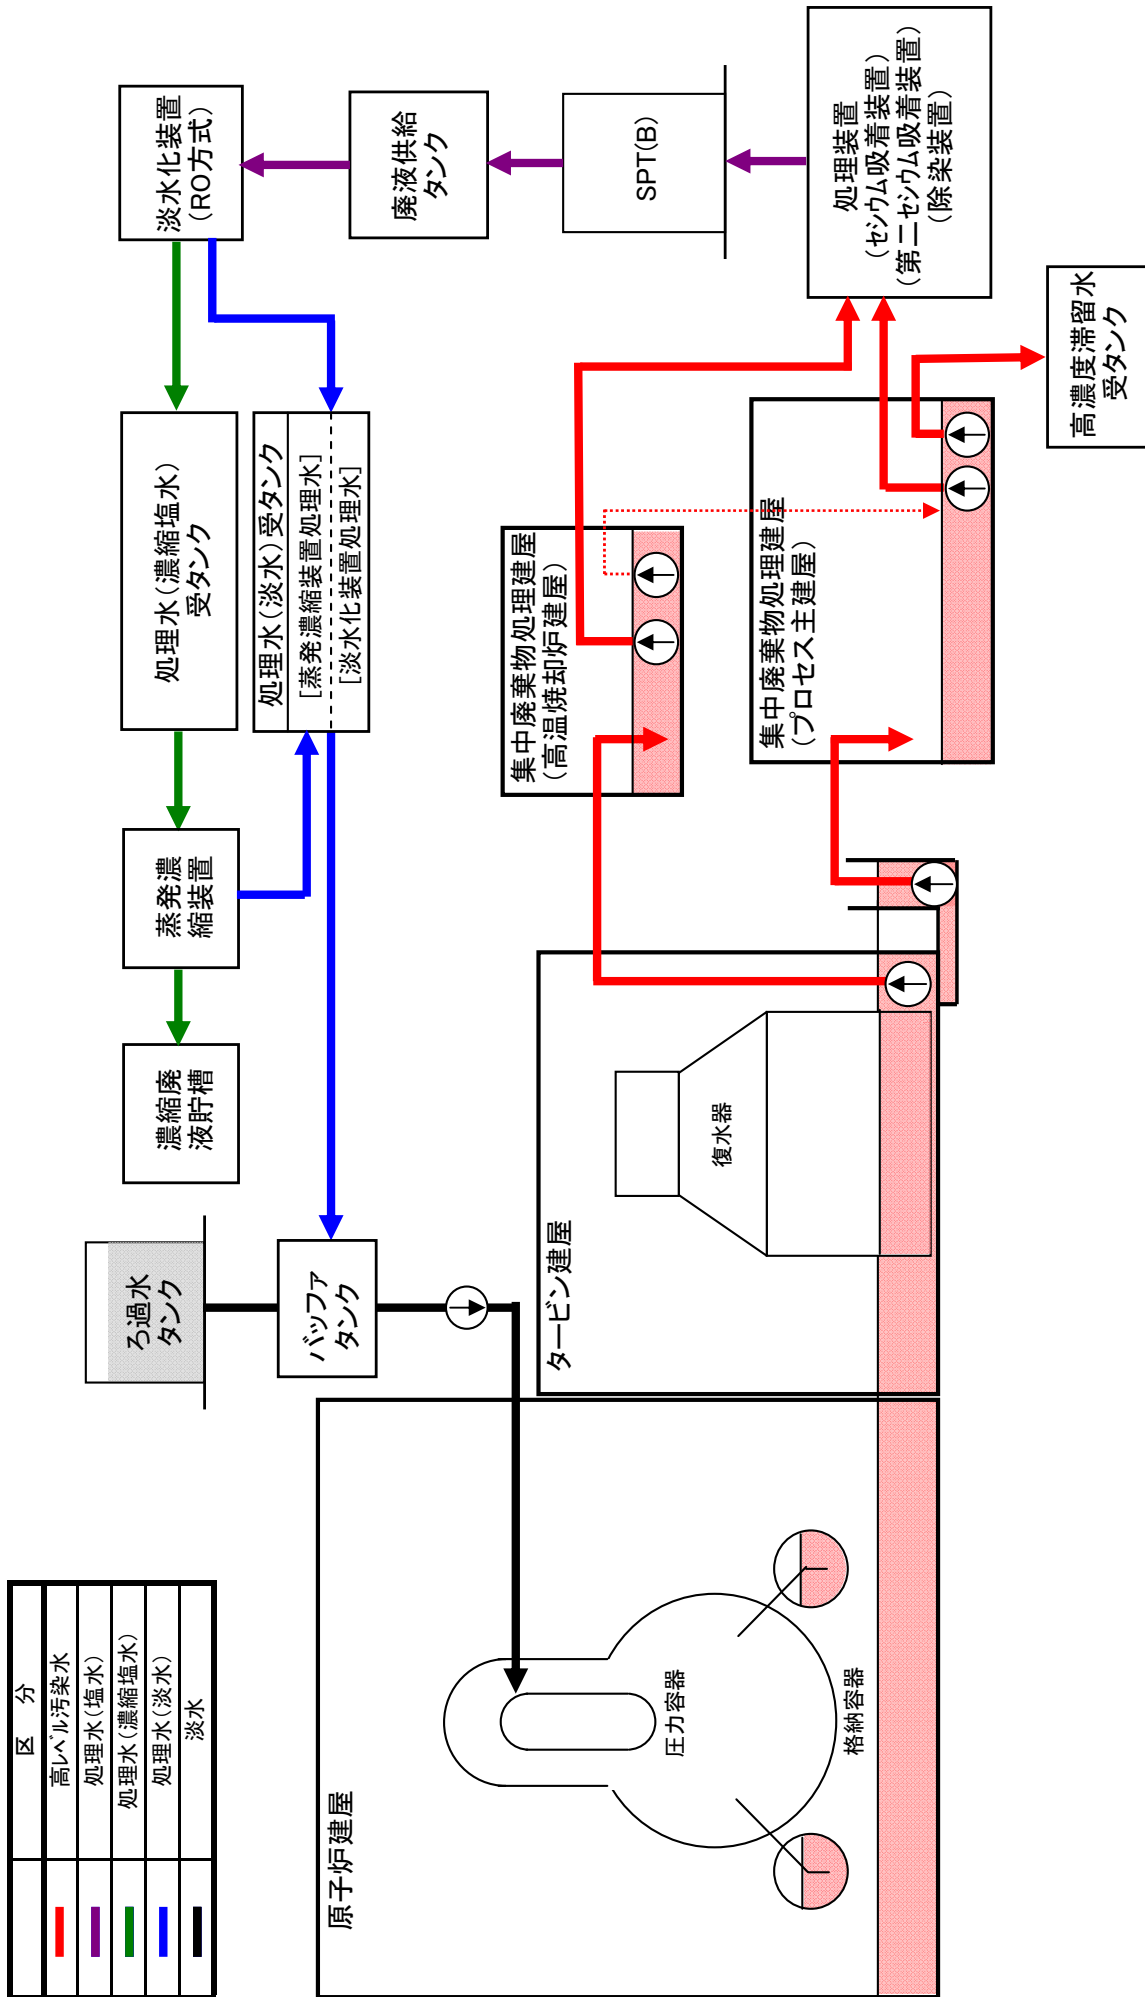 区　分
高レベル汚染水
処理水(塩水)
処理水(濃縮塩水)
処理水(淡水)
淡水
ろ過水
タンク
バッファ
タンク
濃縮廃
液貯槽
蒸発濃
縮装置
処理水(濃縮塩水)
受タンク
処理水(淡水)受タンク
[蒸発濃縮装置処理水]
[淡水化装置処理水]
淡水化装置
(RO方式)
廃液供給
タンク
SPT(B)
処理装置
(セシウム吸着装置)
(第二セシウム吸着装置)
(除染装置)
原子炉建屋
圧力容器
格納容器
タービン建屋
復水器
集中廃棄物処理建屋
(高温焼却炉建屋)
集中廃棄物処理建屋
(プロセス主建屋)
高濃度滞留水
受タンク